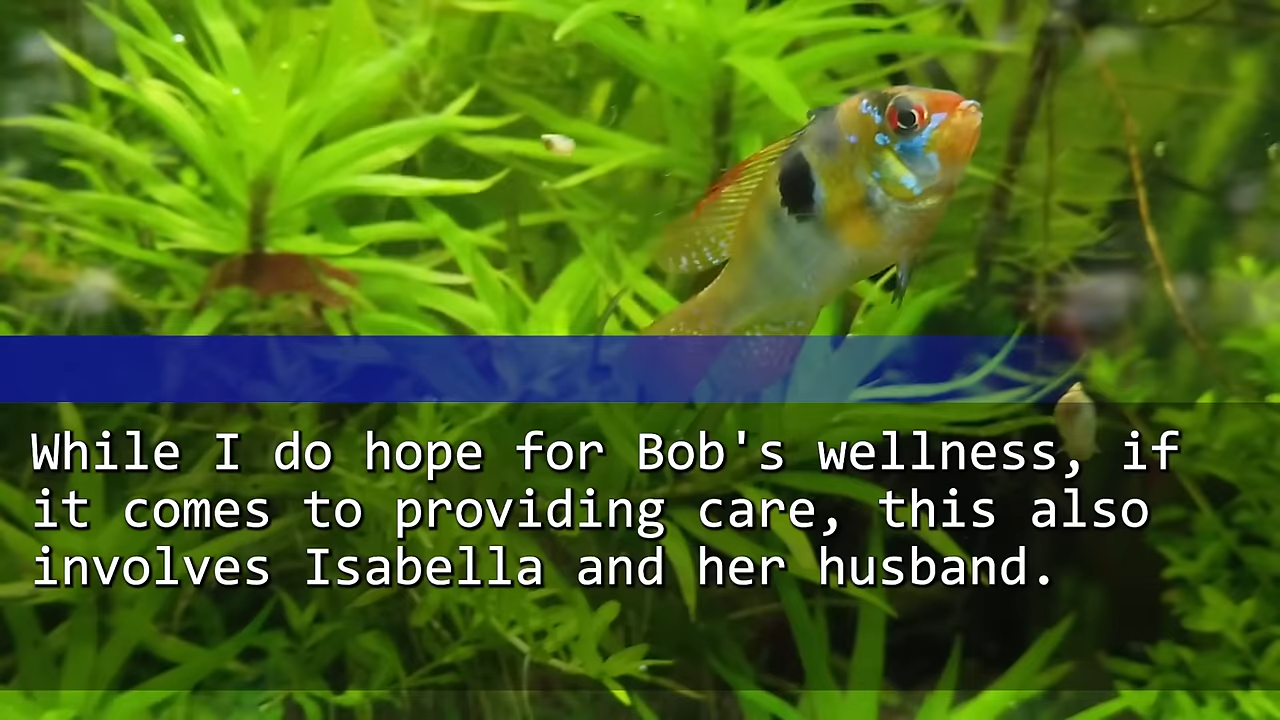 While I do hope for Bob's wellness, if
it comes to providing care, this also
involves Isabella and her husband.